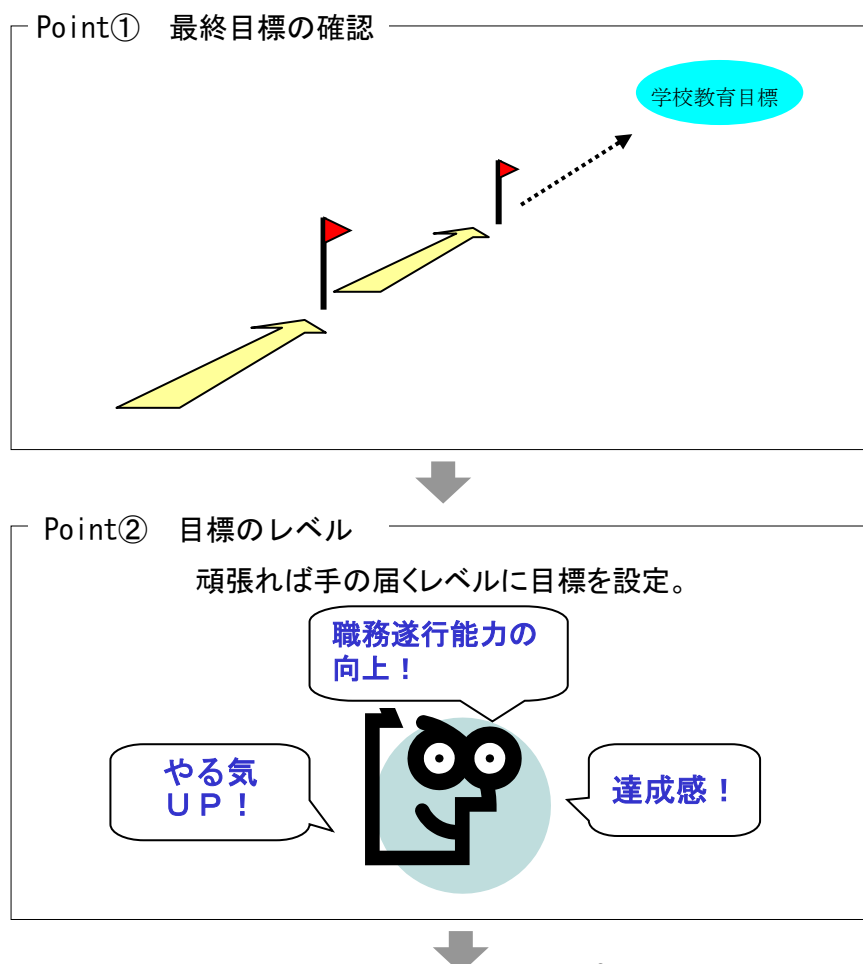 Point① 最終目標の確認
学校教育目標
Point② 目標のレベル
頑張れば手の届くレベルに目標を設定。
職務遂行能力の
向上！
やる気
ＵＰ！
達成感！